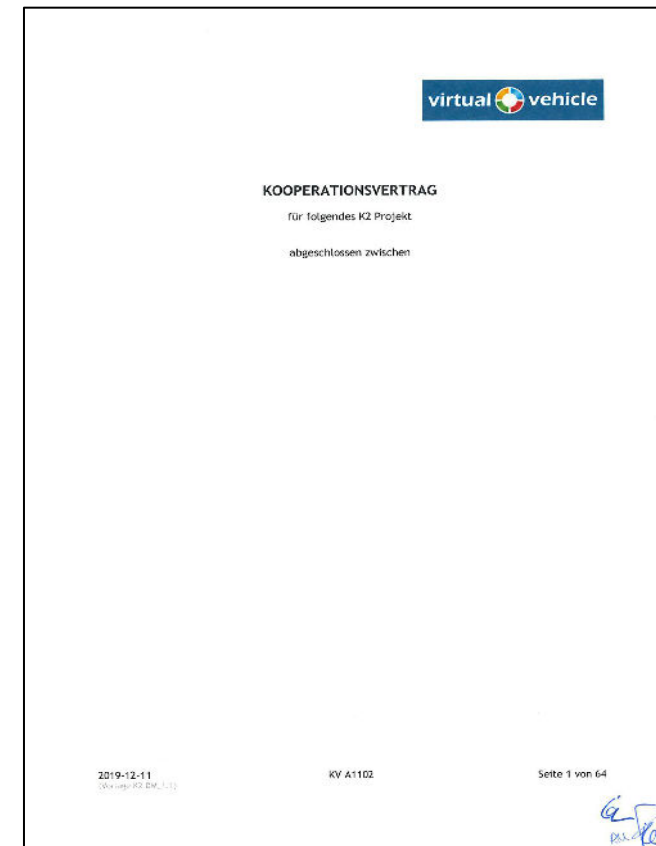 virtual vehicle
KOOPERATIONSVERTRAG
für folgendes K2 Projekt
abgeschlossen zwischen
2019-12-11
KV A1102
Seite 1 von 64